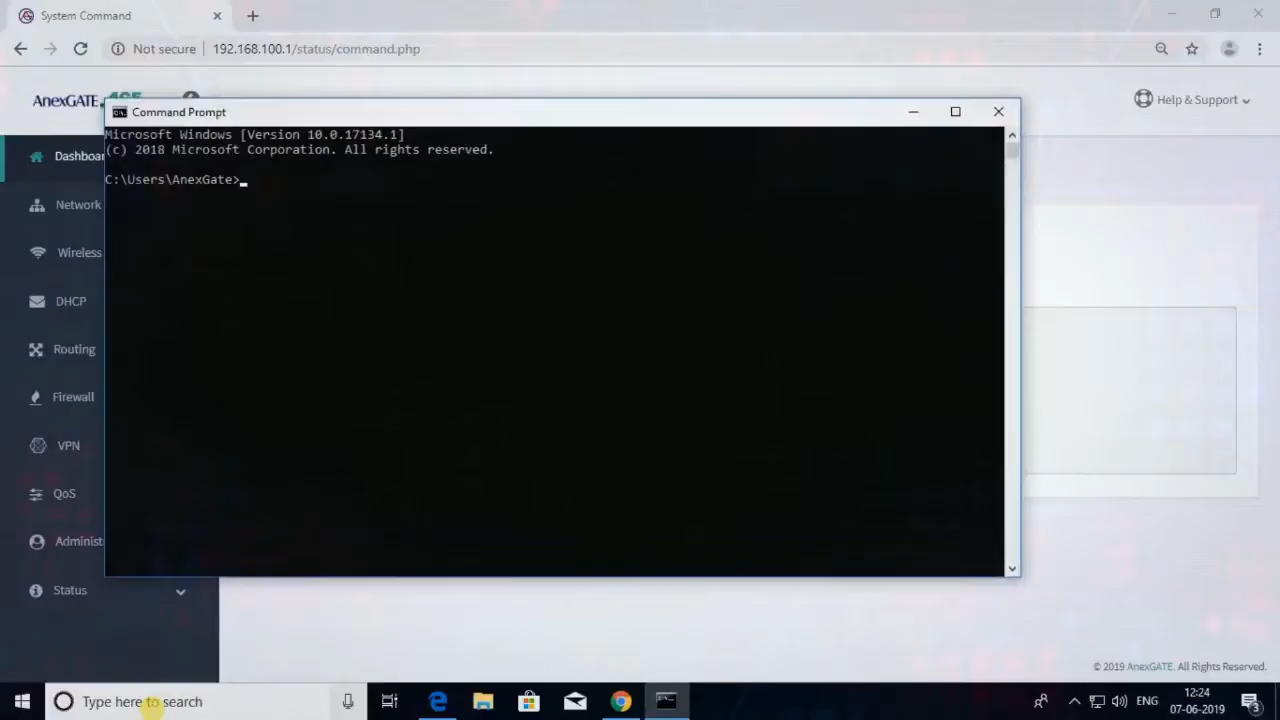 System Command
Not secure
192.168.100.1/status/command.php
AnexGATE
Help & Support
Command Prompt
Microsoft Windows [Version 10.0.17134.1]
(c) 2018 Microsoft Corporation. All rights reserved.
C:\Users\AnexGate>
Dashboa
Network
Wireless
DHCP
Routing
Firewall
VPN
QoS
Administ
Status
© 2019 AnexGATE. All Rights Reserved.
Type here to search
ENG
12:24
07-06-2019
3